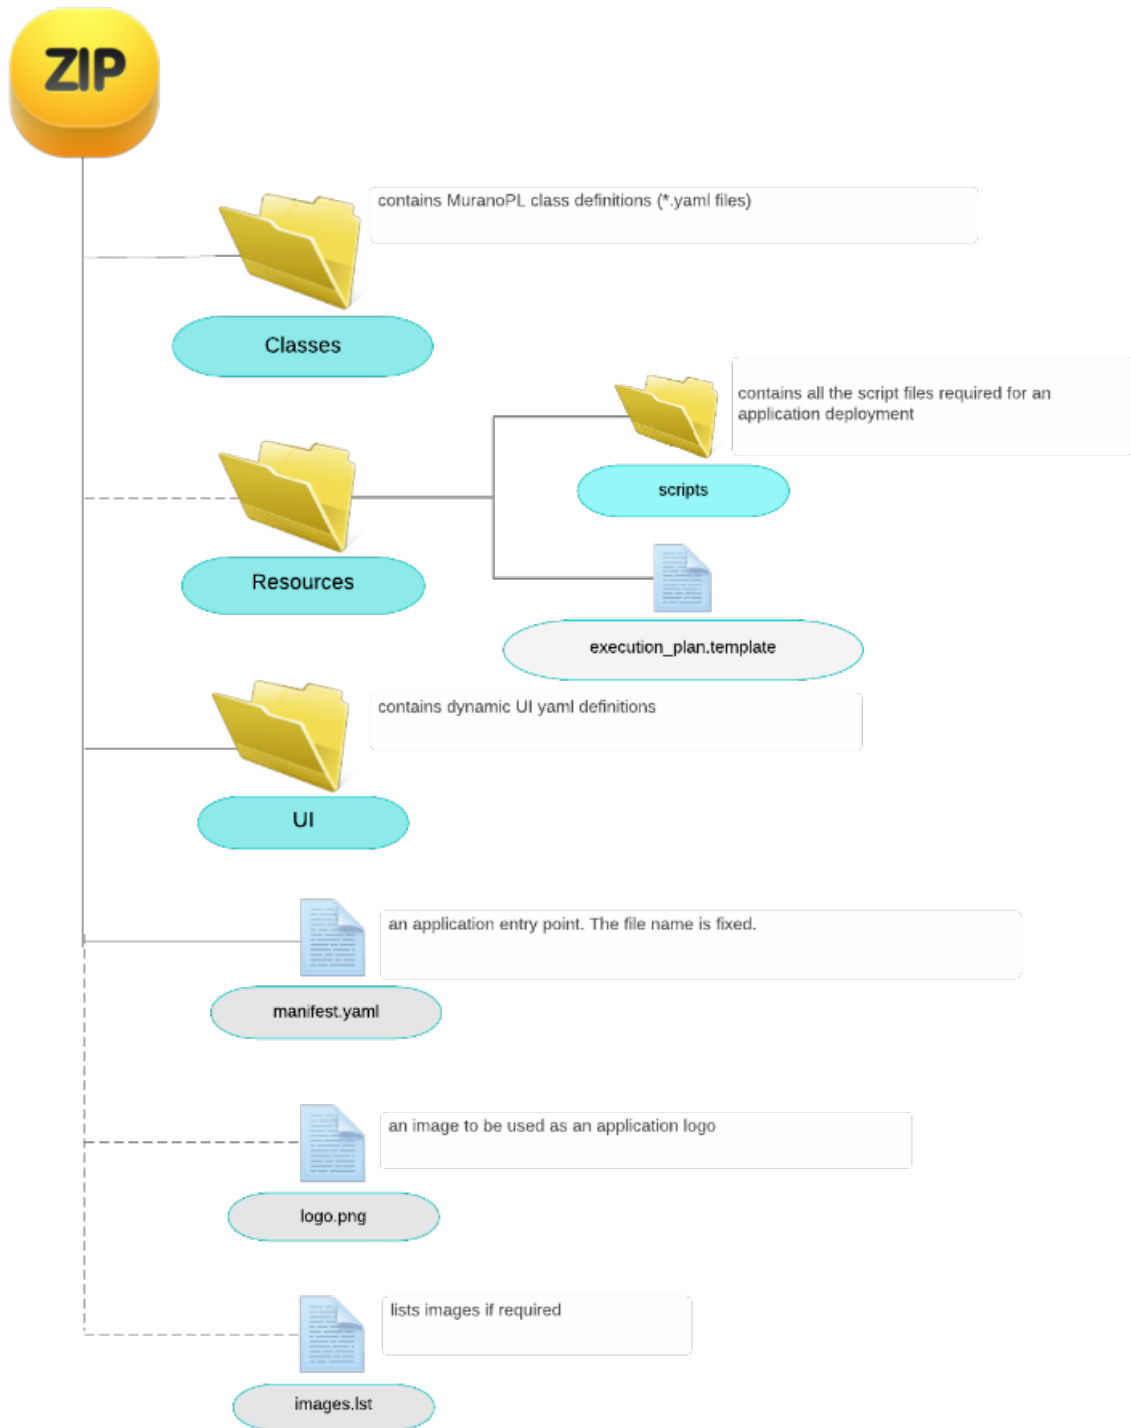 ZIP
contains MuranoPL class definitions (*.yaml files)
Classes
contains all the script files required for an
application deployment
scripts
Resources
execution_plan.template
contains dynamic UI yaml definitions
UI
an application entry point. The file name is fixed.
manifest.yaml
an image to be used as an application logo
logo.png
lists images if required
images.lst